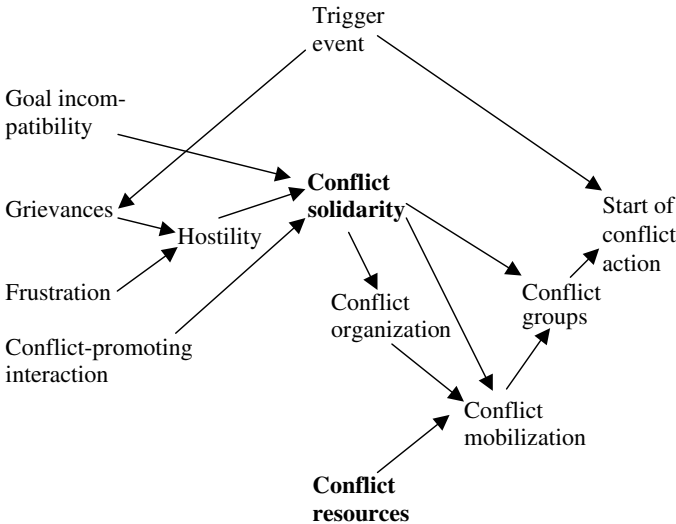 Trigger
event
Goal incom-
patibility
Conflict
solidarity
Grievances
Hostility
Start of
conflict
action
Frustration
Conflict
organization
Conflict
groups
Conflict-promoting
interaction
Conflict
mobilization
Conflict
resources